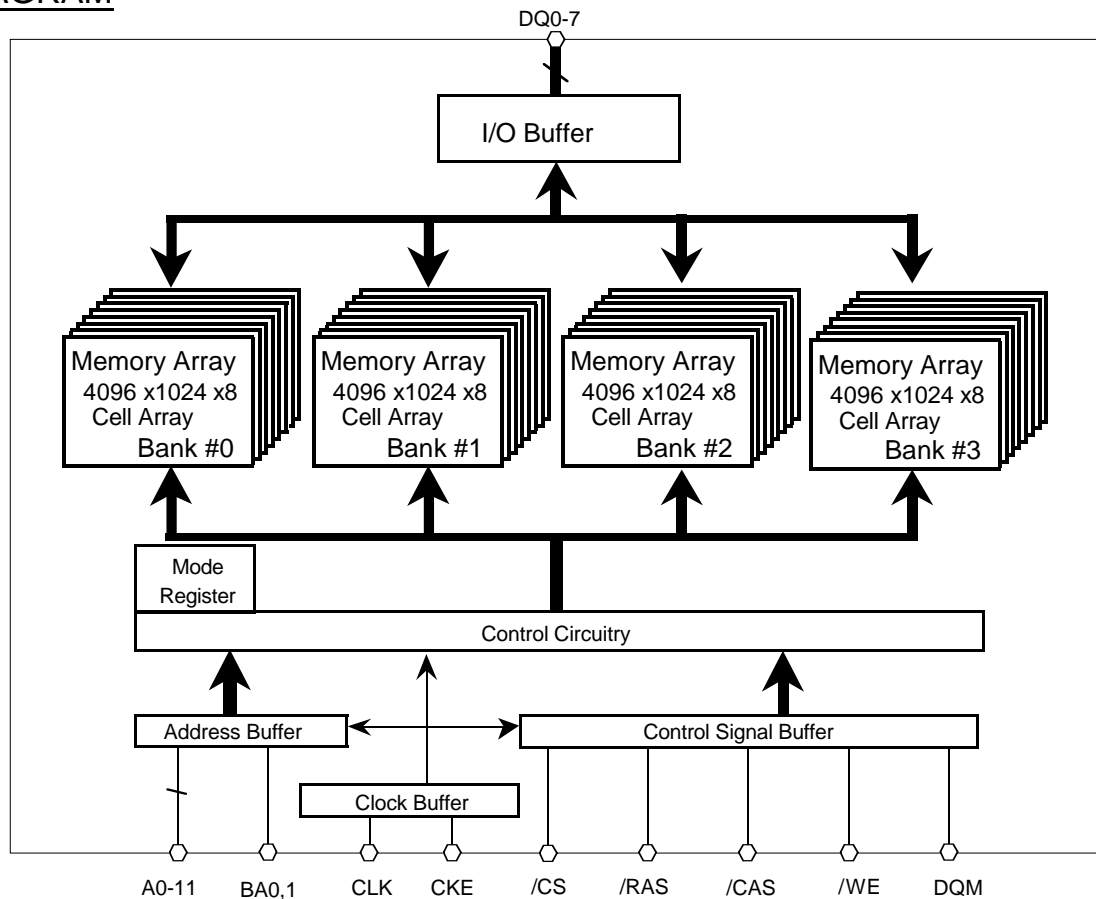 DQ0-7
I/O Buffer
Memory Array
4096 x1024 x8
Cell Array
Bank #0
Memory Array
4096 x1024 x8
Cell Array
Bank #1
Memory Array
4096 x1024 x8
Cell Array
Bank #2
Memory Array
4096 x1024 x8
Cell Array
Bank #3
Mode
Register
Control Circuitry
Address Buffer
Control Signal Buffer
Clock Buffer
A0-11
BA0,1
CLK
CKE
/CS
/RAS
/CAS
/WE
DQM